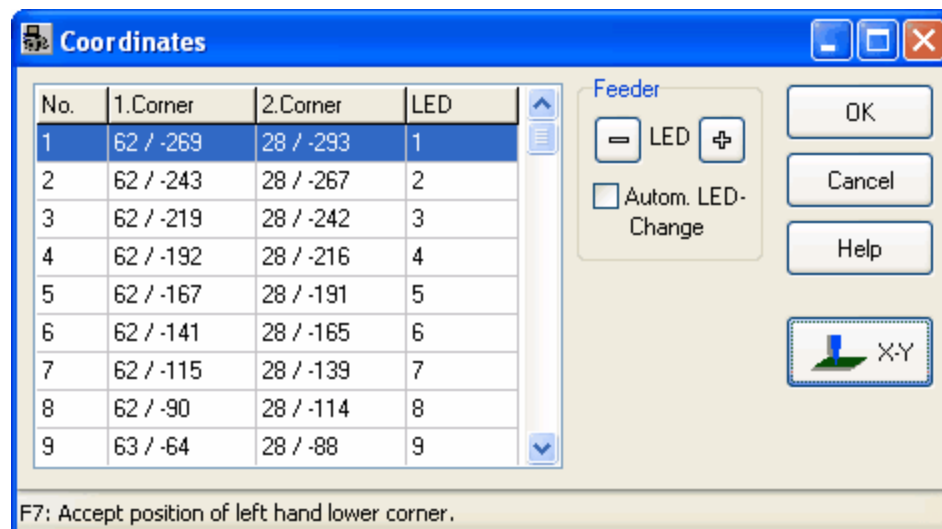 Coordinates
No. 1.Corner 2.Corner LED
1 62 / -269 28 / -293 1
2 62 / -243 28 / -267 2
3 62 / -219 28 / -242 3
4 62 / -192 28 / -216 4
5 62 / -167 28 / -191 5
6 62 / -141 28 / -165 6
7 62 / -115 28 / -139 7
8 62 / -90 28 / -114 8
9 63 / -64 28 / -88 9
Feeder
LED
Autom. LED-
Change
OK
Cancel
Help
X-Y
F7: Accept position of left hand lower corner.